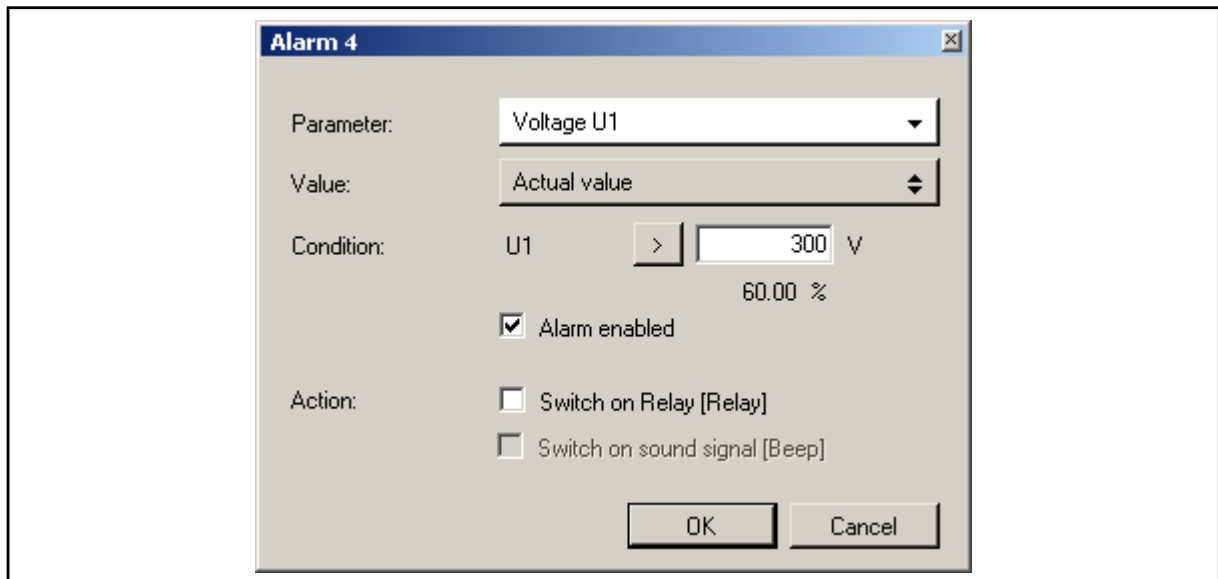 Alarm 4
Parameter: Voltage U1
Value: Actual value
Condition: U1 > 300 V
60.00 %
Alarm enabled
Action: Switch on Relay [Relay]
Switch on sound signal [Beep]
OK Cancel